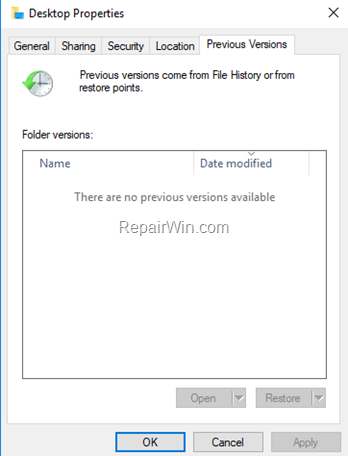 Desktop Properties
General Sharing Security Location Previous Versions
Previous versions come from File History or from
restore points.
Folder versions:
Name Date modified
There are no previous versions available
RepairWin.com
Open Restore
OK Cancel Apply